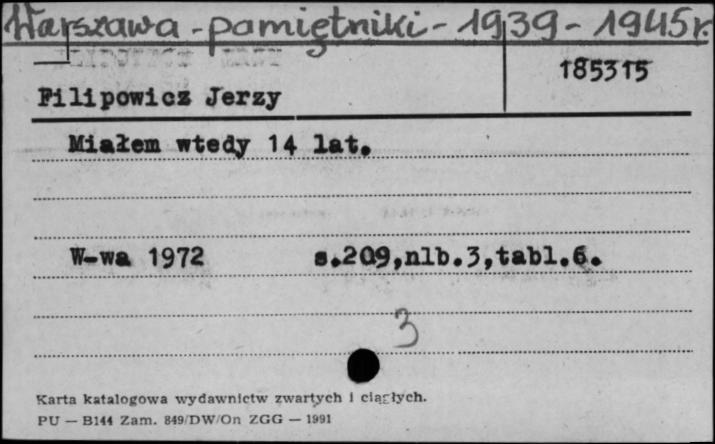 Warszawa - pamiętniki - 1939 - 1945 r.
185315
Filipowicz Jerzy
Miałem wtedy 14 lat.
W-wa 1972 s.209,nlb.3,tabl.6.
3
Karta katalogowa wydawnictw zwartych i ciągłych.
PU — B144 Zam. 849/DW/On ZGG — 1991